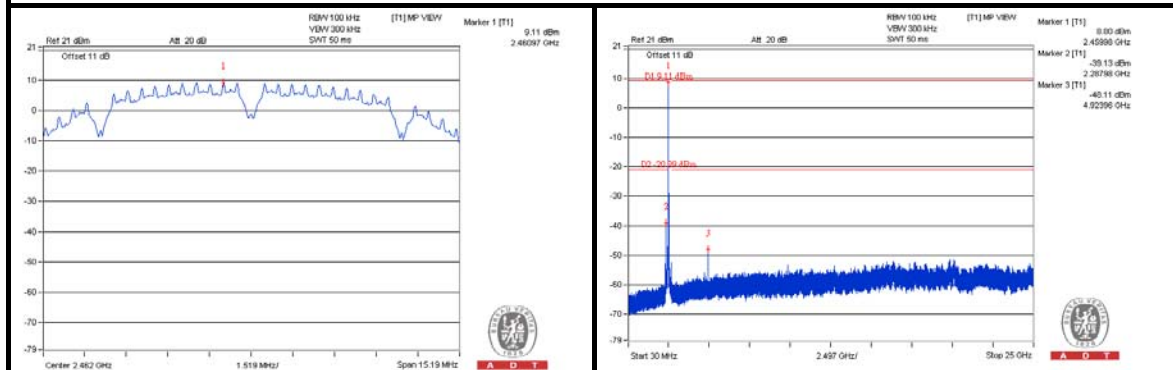 RBW 100 kHz [T1] MP VIEW
VBW 300 kHz
Ref 21 dBm Att 20 dB SWT 50 ms
Marker 1 [T1]
9.11 dBm
2.46097 GHz
21
Offset 11 dB
1
10
0
-10
-20
-30
-40
-50
-60
-70
-79
Center 2.462 GHz 1.519 MHz/ Span 15.19 MHz
BUREAU VERITAS
1828
A D T
RBW 100 kHz [T1] MP VIEW
VBW 300 kHz
Ref 21 dBm Att 20 dB SWT 50 ms
Marker 1 [T1]
2.45998 GHz
Marker 2 [T1]
-39.13 dBm
2.28798 GHz
Marker 3 [T1]
-48.11 dBm
4.92396 GHz
21
Offset 11 dB
1
D1 9.11 dBm
10
0
-10
D2 -20.89 dBm
-20
-30
2
-40
3
-50
-60
-70
-79
Start 30 MHz 2.497 GHz/ Stop 25 GHz
BUREAU VERITAS
1828
A D T